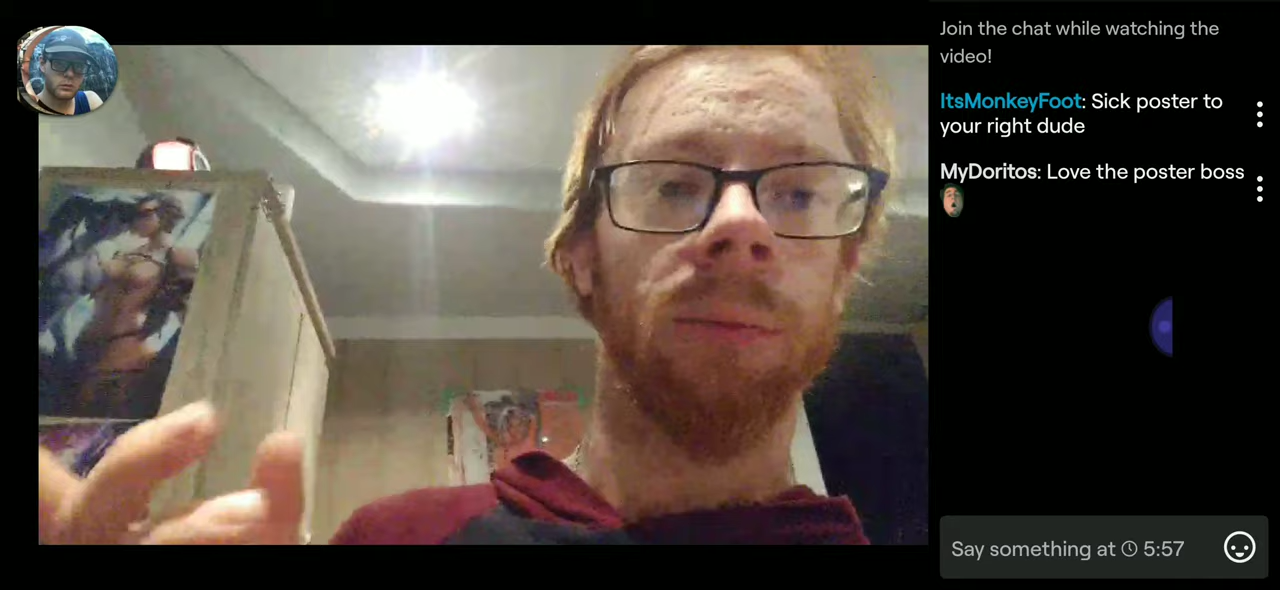 Join the chat while watching the
video!
ItsMonkeyFoot: Sick poster to
your right dude
MyDoritos: Love the poster boss
Say something at 5:57